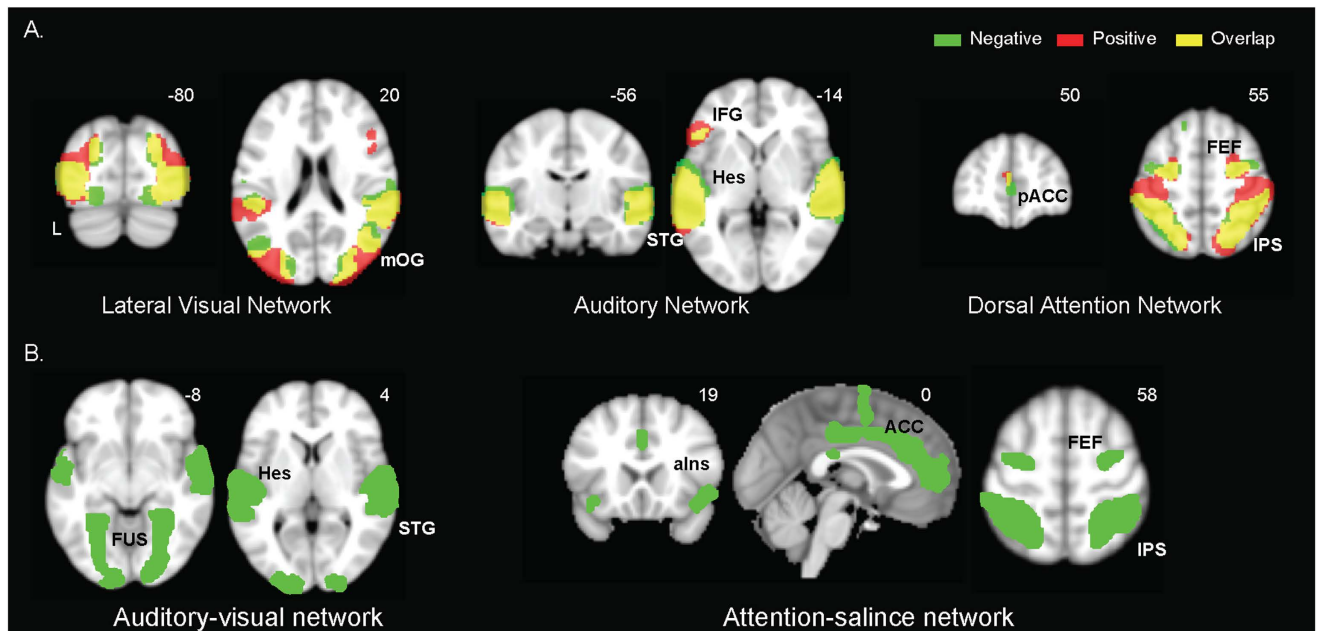 A.
Negative Positive Overlap
-80 20 -56 -14 50 55
IFG
FEF
Hes
pACC
L
STG
mOG
IPS
Lateral Visual Network Auditory Network Dorsal Attention Network
B.
-8 4 19 0 58
ACC
FEF
Hes
aIns
FUS
STG
IPS
Auditory-visual network Attention-salince network